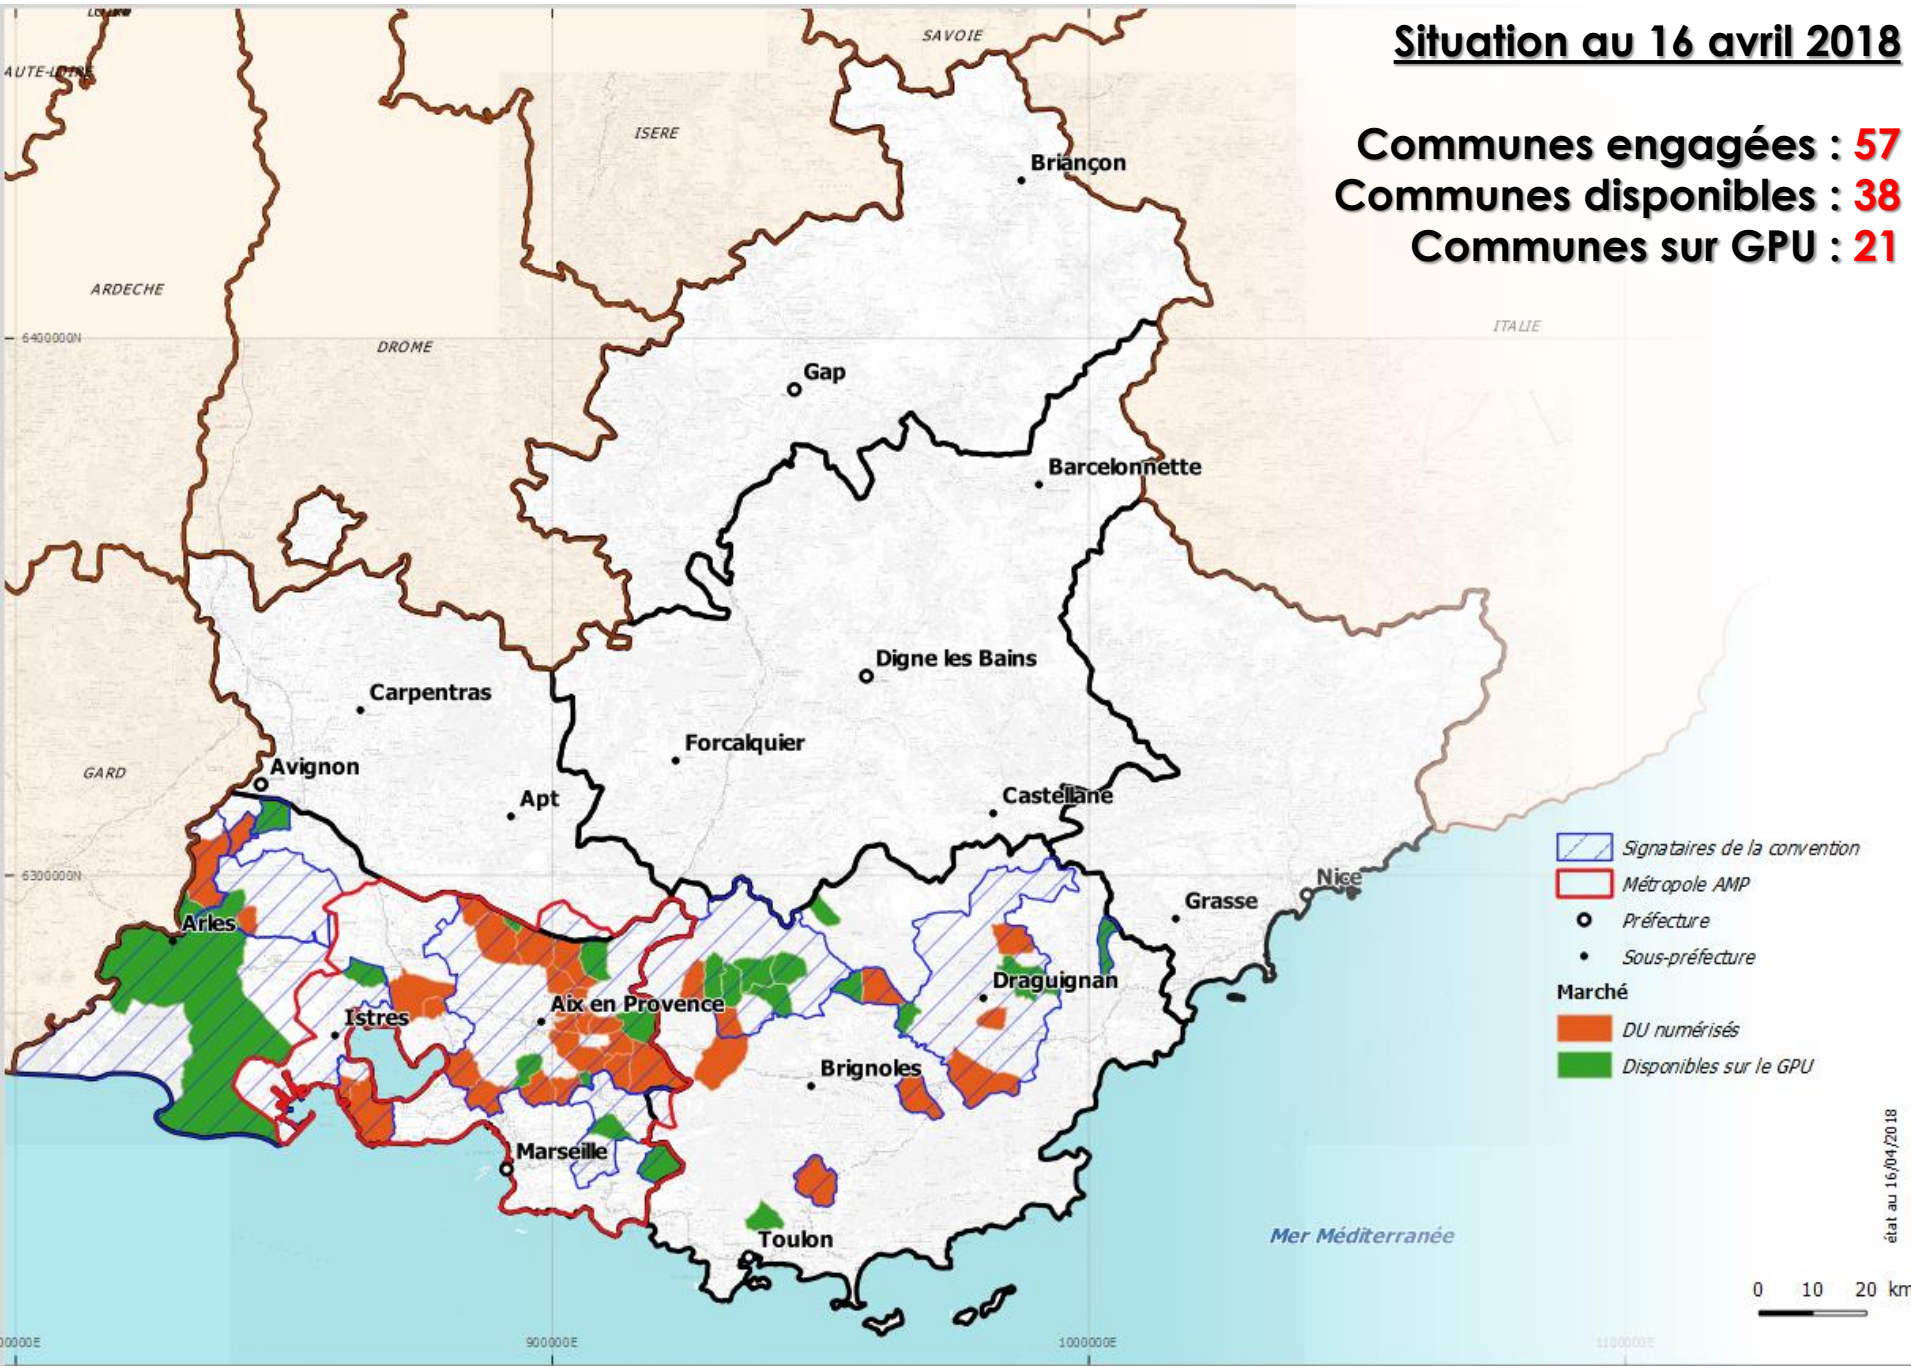 Situation au 16 avril 2018
Communes engagées : 57
Communes disponibles : 38
Communes sur GPU : 21
SAVOIE
ISERE
Briançon
ARDECHE
ITALIE
6400000N
DROME
Gap
Barcelonnette
Digne les Bains
Carpentras
Forcalquier
GARD
Avignon
Apt
Castellane
Signataires de la convention
6300000N
Nice
Métropole AMP
Grasse
Préfecture
Arles
Sous-préfecture
Draguignan
Marché
Aix en Provence
Istres
DU numérisés
Brignoles
Disponibles sur le GPU
Marseille
état au 16/04/2018
Toulon
Mer Méditerranée
0 10 20 km
00000E
900000E
1000000E
1100000E